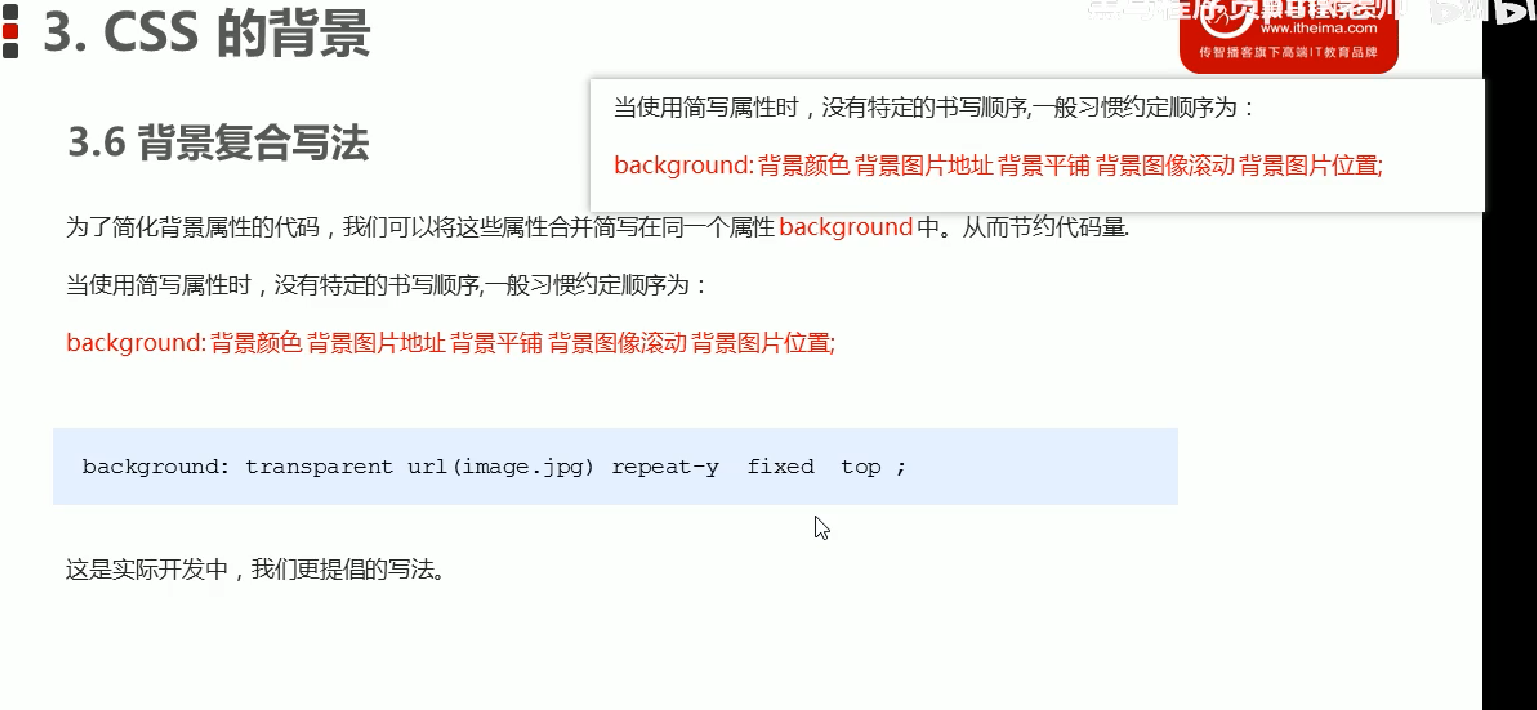 3. CSS 的背景
www.itheima.com
传智播客旗下高端IT教育品牌
当使用简写属性时，没有特定的书写顺序,一般习惯约定顺序为：
background: 背景颜色 背景图片地址 背景平铺 背景图像滚动 背景图片位置;
3.6 背景复合写法
为了简化背景属性的代码，我们可以将这些属性合并简写在同一个属性 background 中。从而节约代码量.
当使用简写属性时，没有特定的书写顺序,一般习惯约定顺序为：
background: 背景颜色 背景图片地址 背景平铺 背景图像滚动 背景图片位置;
background: transparent url(image.jpg) repeat-y fixed top ;
这是实际开发中，我们更提倡的写法。